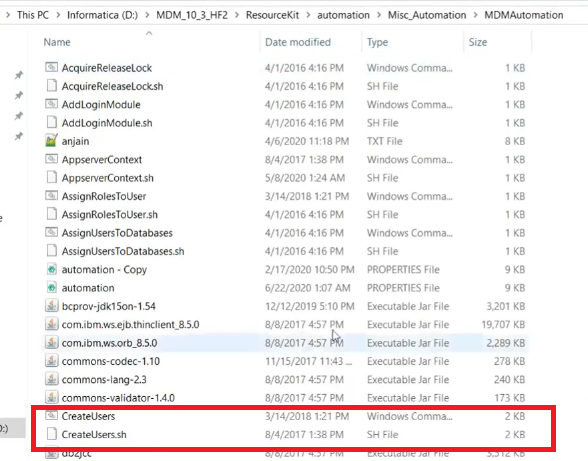 This PC > Informatica (D:) > MDM_10_3_HF2 > ResourceKit > automation > Misc_Automation > MDMAutomation
Name Date modified Type Size
AcquireReleaseLock 4/1/2016 4:16 PM Windows Comma... 1 KB
AcquireReleaseLock.sh 4/1/2016 4:16 PM SH File 1 KB
AddLoginModule 4/1/2016 4:16 PM Windows Comma... 1 KB
AddLoginModule.sh 4/1/2016 4:16 PM SH File 1 KB
anjain 4/6/2020 11:18 PM TXT File 8 KB
AppserverContext 8/4/2017 1:38 PM Windows Comma... 1 KB
AppserverContext.sh 5/8/2020 1:24 AM SH File 1 KB
AssignRolesToUser 3/14/2018 1:21 PM Windows Comma... 1 KB
AssignRolesToUser.sh 4/1/2016 4:16 PM SH File 1 KB
AssignUsersToDatabases 4/1/2016 4:16 PM Windows Comma... 1 KB
AssignUsersToDatabases.sh 4/1/2016 4:16 PM SH File 1 KB
automation - Copy 2/17/2020 10:50 PM PROPERTIES File 9 KB
automation 6/22/2020 1:07 AM PROPERTIES File 9 KB
bcprov-jdk15on-1.54 12/12/2019 5:10 PM Executable Jar File 3,201 KB
com.ibm.ws.ejb.thinclient_8.5.0 8/8/2017 4:57 PM Executable Jar File 19,707 KB
com.ibm.ws.orb_8.5.0 8/8/2017 4:57 PM Executable Jar File 2,289 KB
commons-codec-1.10 11/15/2017 11:43 ... Executable Jar File 278 KB
commons-lang-2.3 8/8/2017 4:57 PM Executable Jar File 240 KB
commons-validator-1.4.0 8/8/2017 4:57 PM Executable Jar File 173 KB
CreateUsers 3/14/2018 1:21 PM Windows Comma... 2 KB
CreateUsers.sh 8/4/2017 1:38 PM SH File 2 KB
db2jcc 8/8/2017 4:57 PM Executable Jar File 3,512 KB